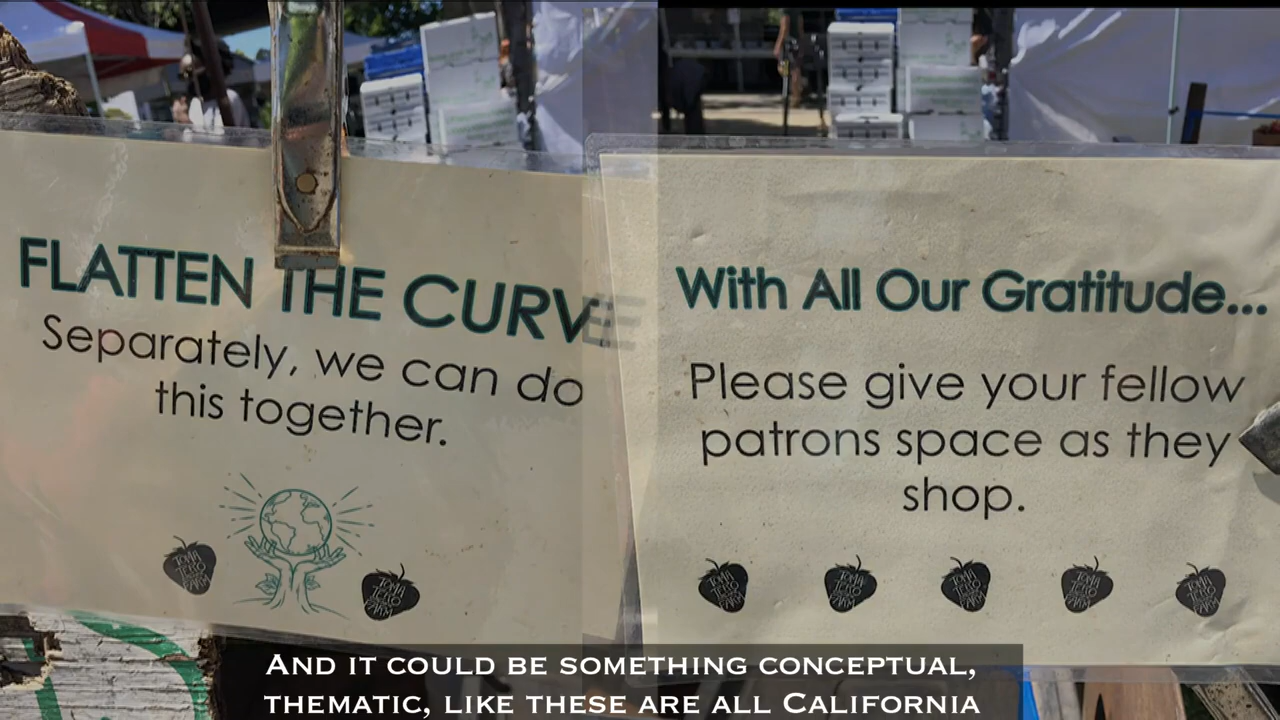 FLATTEN THE CURVE
Separately, we can do
this together.
With All Our Gratitude...
Please give your fellow
patrons space as they
shop.
AND IT COULD BE SOMETHING CONCEPTUAL,
THEMATIC, LIKE THESE ARE ALL CALIFORNIA